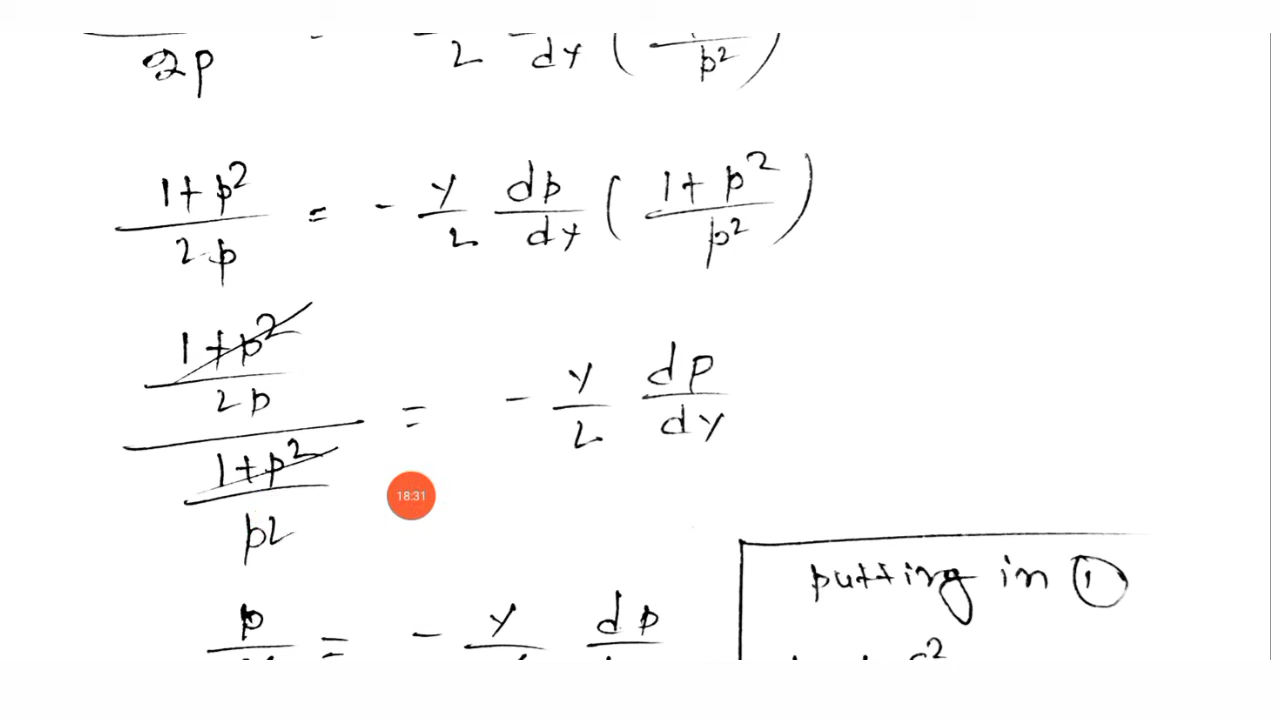 2p = 2 dy ( p²)
1+p²/2p = - y/2 dp/dy ( 1+p²/p² )
1+p²/2p / 1+p²/p² = - y/2 dp/dy
18:31
putting in ①
p = - y dp